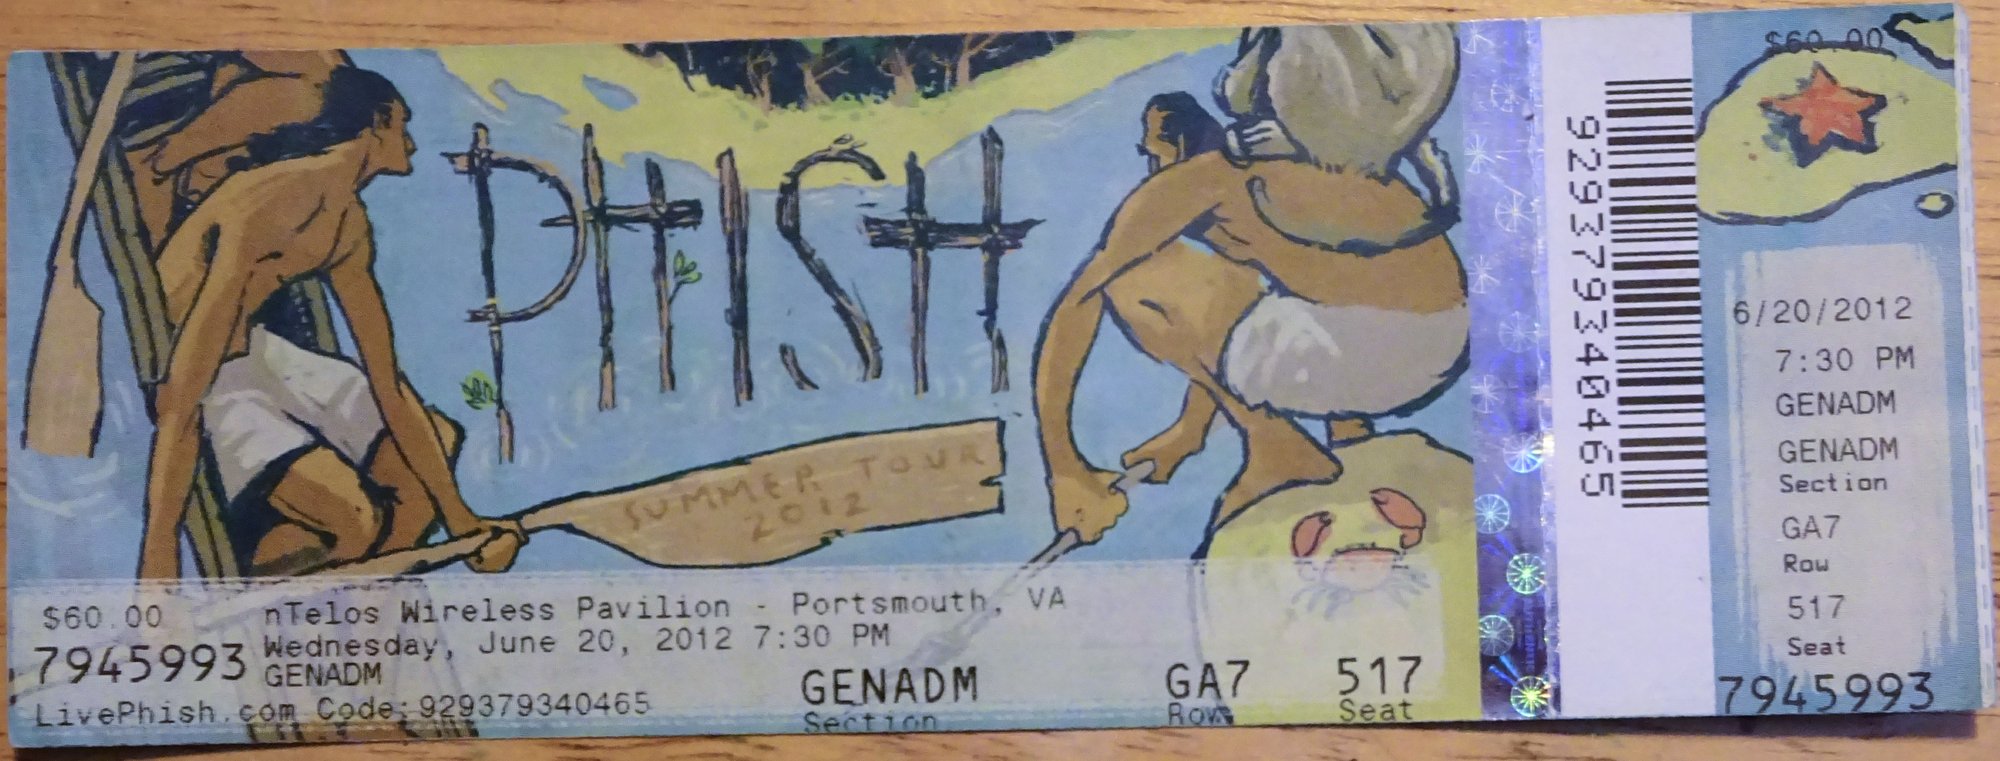 PHISH
SUMMER TOUR
2012
$60.00
nTelos Wireless Pavilion - Portsmouth, VA
Wednesday, June 20, 2012 7:30 PM
7945993
GENADM
LivePhish.com Code: 929379340465
GENADM
Section
GA7
Row
517
Seat
929379340465
$60.00
6/20/2012
7:30 PM
GENADM
GENADM
Section
GA7
Row
517
Seat
7945993